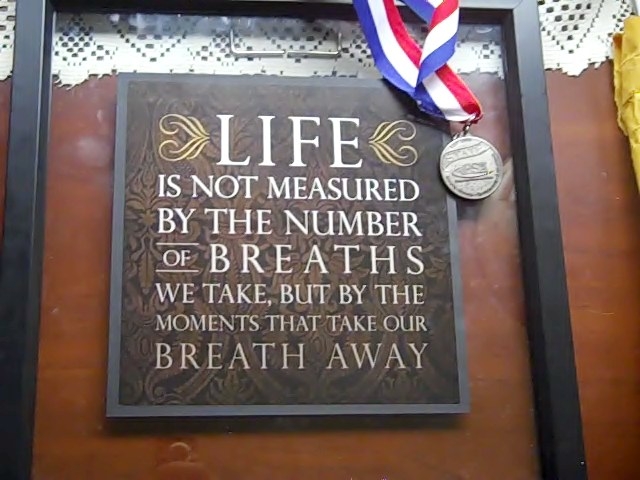 LIFE
IS NOT MEASURED
BY THE NUMBER
OF BREATHS
WE TAKE, BUT BY THE
MOMENTS THAT TAKE OUR
BREATH AWAY